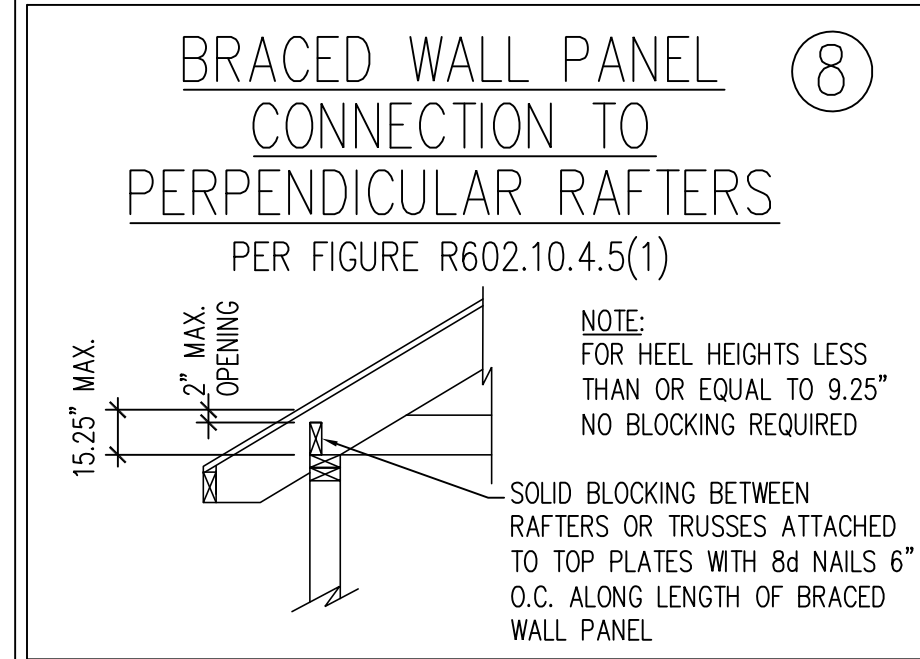 BRACED WALL PANEL
CONNECTION TO
PERPENDICULAR RAFTERS
8
PER FIGURE R602.10.4.5(1)
15.25" MAX.
2" MAX.
OPENING
NOTE:
FOR HEEL HEIGHTS LESS
THAN OR EQUAL TO 9.25"
NO BLOCKING REQUIRED
SOLID BLOCKING BETWEEN
RAFTERS OR TRUSSES ATTACHED
TO TOP PLATES WITH 8d NAILS 6"
O.C. ALONG LENGTH OF BRACED
WALL PANEL